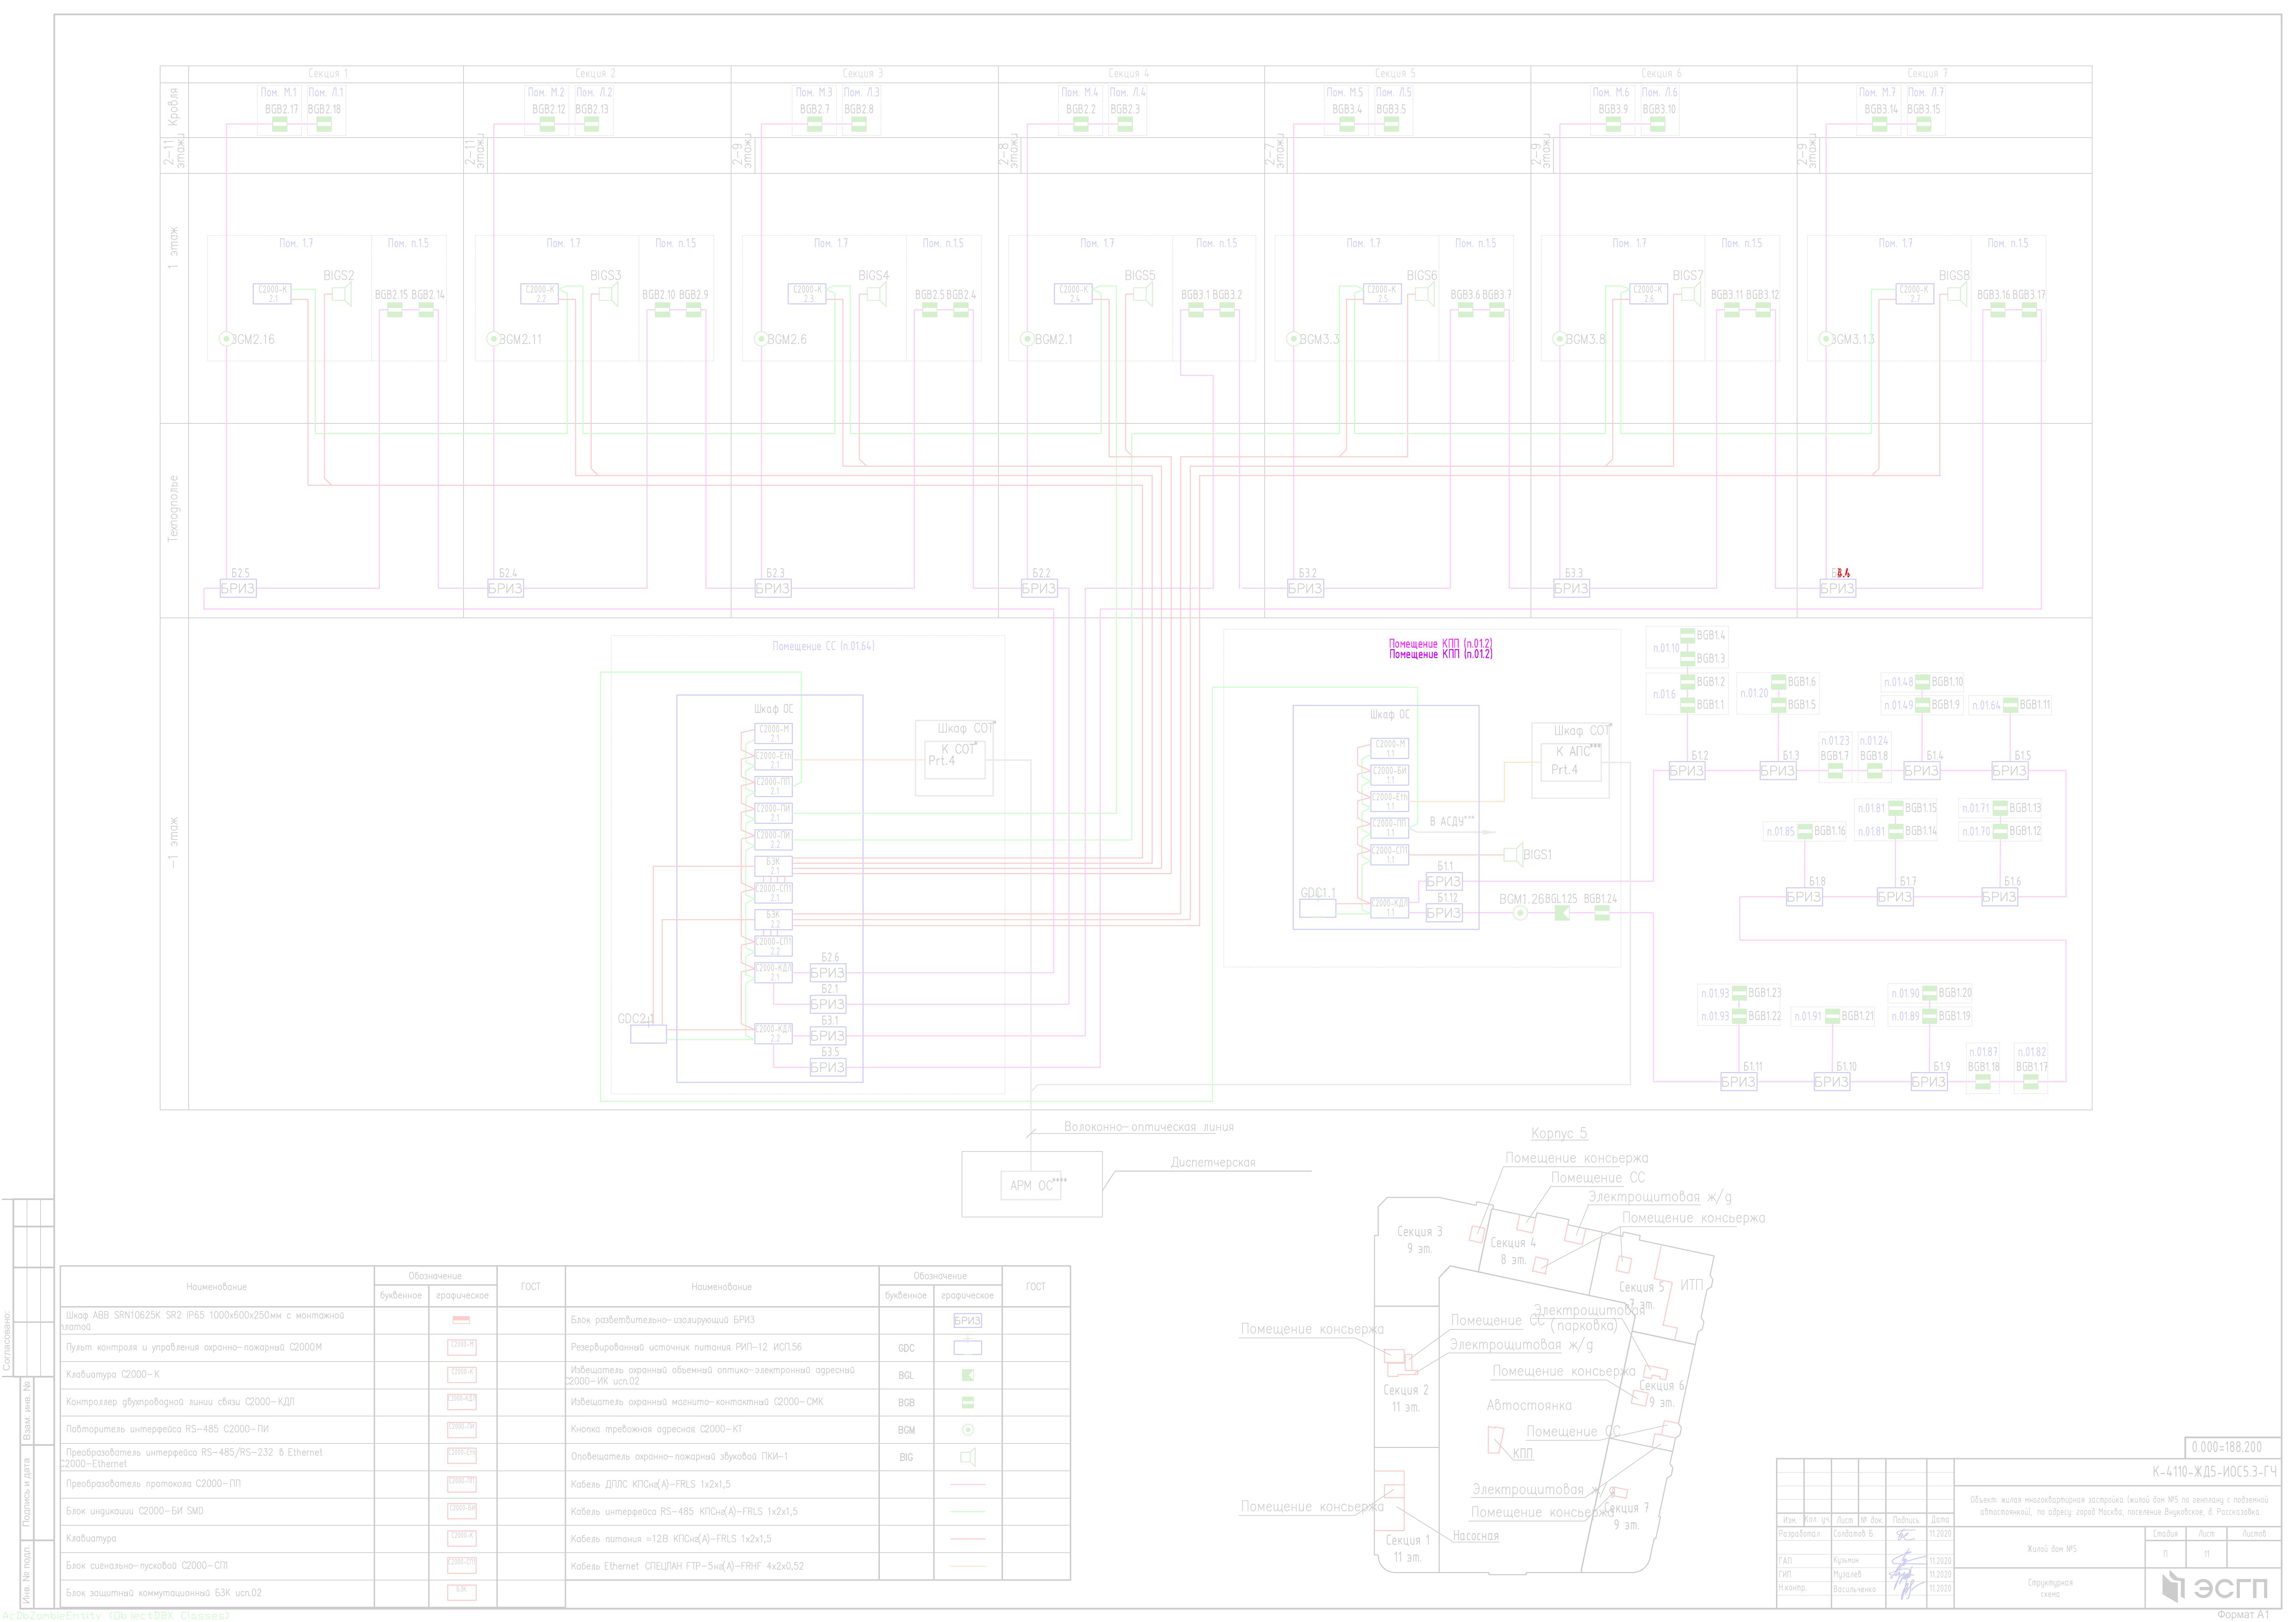 Секция 1
Секция 2
Секция 3
Секция 4
Секция 5
Секция 6
Секция 7
Кровля
Пом. М.1
Пом. Л.1
Пом. М.2
Пом. Л.2
Пом. М.3
Пом. Л.3
Пом. М.4
Пом. Л.4
Пом. М.5
Пом. Л.5
Пом. М.6
Пом. Л.6
Пом. М.7
Пом. Л.7
BGB2.17
BGB2.18
BGB2.12
BGB2.13
BGB2.7
BGB2.8
BGB2.2
BGB2.3
BGB3.4
BGB3.5
BGB3.9
BGB3.10
BGB3.14
BGB3.15
2-11
этажи
2-11
этажи
2-9
этажи
2-8
этажи
2-7
этажи
2-9
этажи
2-9
этажи
1 этаж
Пом. 1.7
Пом. п.1.5
Пом. 1.7
Пом. п.1.5
Пом. 1.7
Пом. п.1.5
Пом. 1.7
Пом. п.1.5
Пом. 1.7
Пом. п.1.5
Пом. 1.7
Пом. п.1.5
Пом. 1.7
Пом. п.1.5
BIGS2
BIGS3
BIGS4
BIGS5
BIGS6
BIGS7
BIGS8
С2000-К
2.1
С2000-К
2.2
С2000-К
2.3
С2000-К
2.4
С2000-К
2.5
С2000-К
2.6
С2000-К
2.7
BGB2.15 BGB2.14
BGB2.10 BGB2.9
BGB2.5 BGB2.4
BGB3.1 BGB3.2
BGB3.6 BGB3.7
BGB3.11 BGB3.12
BGB3.16 BGB3.17
BGM2.16
BGM2.11
BGM2.6
BGM2.1
BGM3.3
BGM3.8
BGM3.13
Техподполье
Б2.5
БРИЗ
Б2.4
БРИЗ
Б2.3
БРИЗ
Б2.2
БРИЗ
Б3.2
БРИЗ
Б3.3
БРИЗ
БРИЗ
-1 этаж
Помещение СС (п.01.64)
Шкаф ОС
С2000-М
2.1
С2000-Eth
2.1
С2000-ПП
2.1
С2000-ПИ
2.1
С2000-ПИ
2.2
БЗК
2.1
С2000-СП1
2.1
БЗК
2.2
С2000-СП1
2.2
С2000-КДЛ
2.1
С2000-КДЛ
2.2
GDC2.1
Б2.6
БРИЗ
Б2.1
БРИЗ
Б3.1
БРИЗ
Б3.5
БРИЗ
Шкаф СОТ*
К СОТ*
Prt.4
Помещение КПП (п.01.2)
Помещение КПП (п.01.2)
Шкаф ОС
С2000-М
1.1
С2000-БИ
1.1
С2000-Eth
1.1
С2000-ПП
1.1
С2000-СП1
1.1
С2000-КДЛ
1.1
GDC1.1
В АСДУ***
BIGS1
Б1.1
БРИЗ
Б1.12
БРИЗ
BGM1.26
BGL1.25
BGB1.24
Шкаф СОТ*
К АПС***
Prt.4
п.01.10
BGB1.4
BGB1.3
п.01.6
BGB1.2
BGB1.1
п.01.20
BGB1.6
BGB1.5
п.01.48
BGB1.10
п.01.49
BGB1.9
п.01.64
BGB1.11
п.01.23
BGB1.7
п.01.24
BGB1.8
Б1.2
БРИЗ
Б1.3
БРИЗ
Б1.4
БРИЗ
Б1.5
БРИЗ
п.01.85
BGB1.16
п.01.81
BGB1.15
п.01.81
BGB1.14
п.01.71
BGB1.13
п.01.70
BGB1.12
Б1.8
БРИЗ
Б1.7
БРИЗ
Б1.6
БРИЗ
п.01.93
BGB1.23
п.01.93
BGB1.22
п.01.91
BGB1.21
п.01.90
BGB1.20
п.01.89
BGB1.19
п.01.87
BGB1.18
п.01.82
BGB1.17
Б1.11
БРИЗ
Б1.10
БРИЗ
Б1.9
БРИЗ
Волоконно-оптическая линия
Диспетчерская
АРМ ОС****
Корпус 5
Помещение консьержа
Помещение СС
Электрощитовая ж/д
Помещение консьержа
Секция 3
9 эт.
Секция 4
8 эт.
Секция 5
7 эт.
ИТП
Электрощитовая
Помещение СС (парковка)
Помещение консьержа
Электрощитовая ж/д
Помещение консьержа
Секция 2
11 эт.
Секция 6
9 эт.
Автостоянка
Помещение СС
КПП
Электрощитовая ж/д
Помещение консьержа
Помещение консьержа
Секция 7
9 эт.
Насосная
Секция 1
11 эт.
Наименование
Обозначение
буквенное
графическое
ГОСТ
Наименование
Обозначение
буквенное
графическое
ГОСТ
Шкаф ABB SRN10625K SR2 IP65 1000х600х250мм с монтажной
платой
Пульт контроля и управления охранно-пожарный С2000М
С2000-М
Клавиатура С2000-К
С2000-К
Контроллер двухпроводной линии связи С2000-КДЛ
С2000-КДЛ
Повторитель интерфейса RS-485 С2000-ПИ
С2000-ПИ
Преобразователь интерфейса RS-485/RS-232 в Ethernet
С2000-Ethernet
С2000-Eth
Преобразователь протокола С2000-ПП
С2000-ПП
Блок индикации С2000-БИ SMD
С2000-БИ
Клавиатура
С2000-К
Блок сигнально-пусковой С2000-СП1
С2000-СП1
Блок защитный коммутационный БЗК исп.02
БЗК
Блок разветвительно-изолирующий БРИЗ
БРИЗ
Резервированный источник питания РИП-12 ИСП.56
GDC
Извещатель охранный объемный оптико-электронный адресный
С2000-ИК исп.02
BGL
Извещатель охранный магнито-контактный С2000-СМК
BGB
Кнопка тревожная адресная С2000-КТ
BGM
Оповещатель охранно-пожарный звуковой ПКИ-1
BIG
Кабель ДПЛС КПСнг(А)-FRLS 1х2х1,5
Кабель интерфейса RS-485 КПСнг(А)-FRLS 1х2х1,5
Кабель питания =12В КПСнг(А)-FRLS 1х2х1,5
Кабель Ethernet СПЕЦЛАН FTP-5нг(А)-FRHF 4х2х0,52
Согласовано:
Взам. инв. №
Подпись и дата
Инв. № подл.
0.000=188.200
К-4110-ЖД5-ИОС5.3-ГЧ
Объект: жилая многоквартирная застройка (жилой дом №5 по генплану с подземной
автостоянкой), по адресу: город Москва, поселение Внуковское, д. Рассказовка.
Изм. Кол. уч. Лист № док. Подпись Дата
Разработал Солдатов Б. 11.2020
ГАП Кузьмин 11.2020
ГИП Музалев 11.2020
Н.контр. Васильченко 11.2020
Жилой дом №5
Стадия Лист Листов
П 11
Структурная
схема
ЭСГП
Формат А1
AcDbZombieEntity (ObjectDBX Classes)